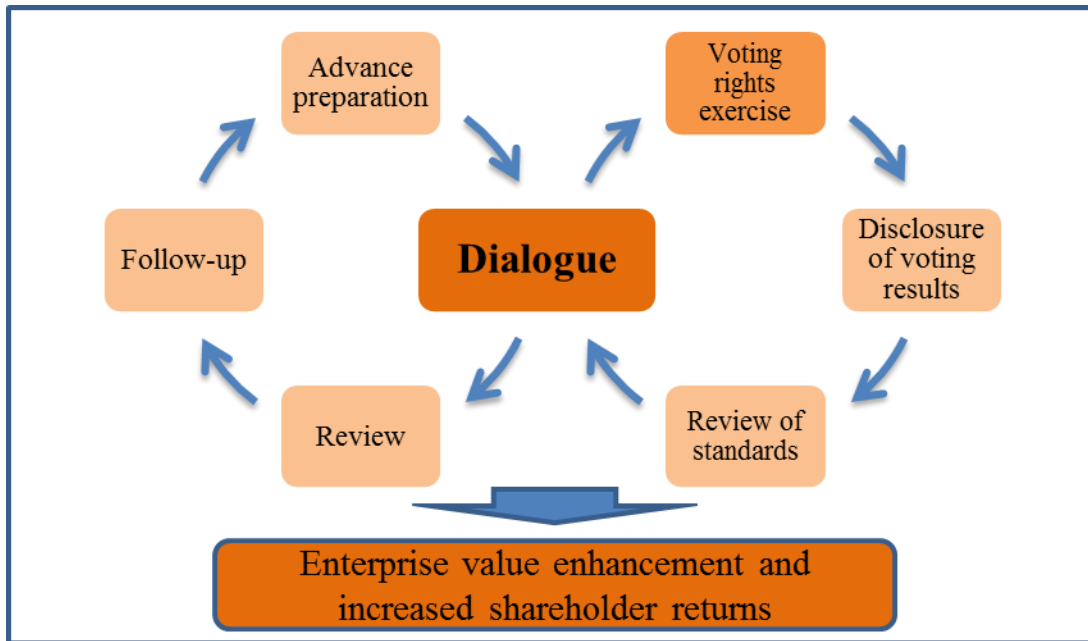 Advance
preparation
Voting
rights
exercise
Follow-up
Dialogue
Disclosure
of voting
results
Review
Review of
standards
Enterprise value enhancement and
increased shareholder returns